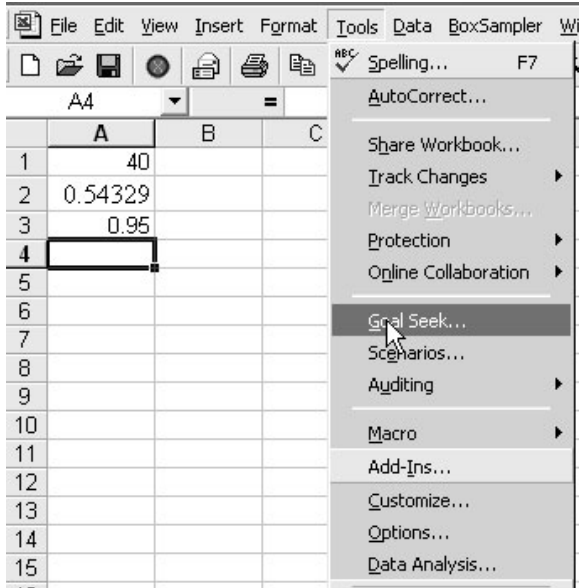 File Edit View Insert Format Tools Data BoxSampler
ABC Spelling... F7
A4 =
AutoCorrect...
A B C
Share Workbook...
1 40
Track Changes
2 0.54329
Merge Workbooks...
3 0.95
Protection
4
Online Collaboration
5
6
Goal Seek...
7
Scenarios...
8
Auditing
9
10
Macro
11
Add-Ins...
12
Customize...
13
Options...
14
Data Analysis...
15